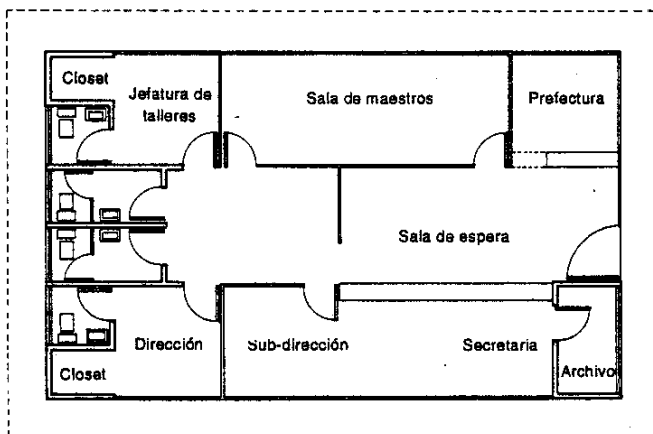 Closet
Jefatura de
talleres
Sala de maestros
Prefectura
Sala de espera
Dirección
Sub-dirección
Secretaria
Closet
Archivo